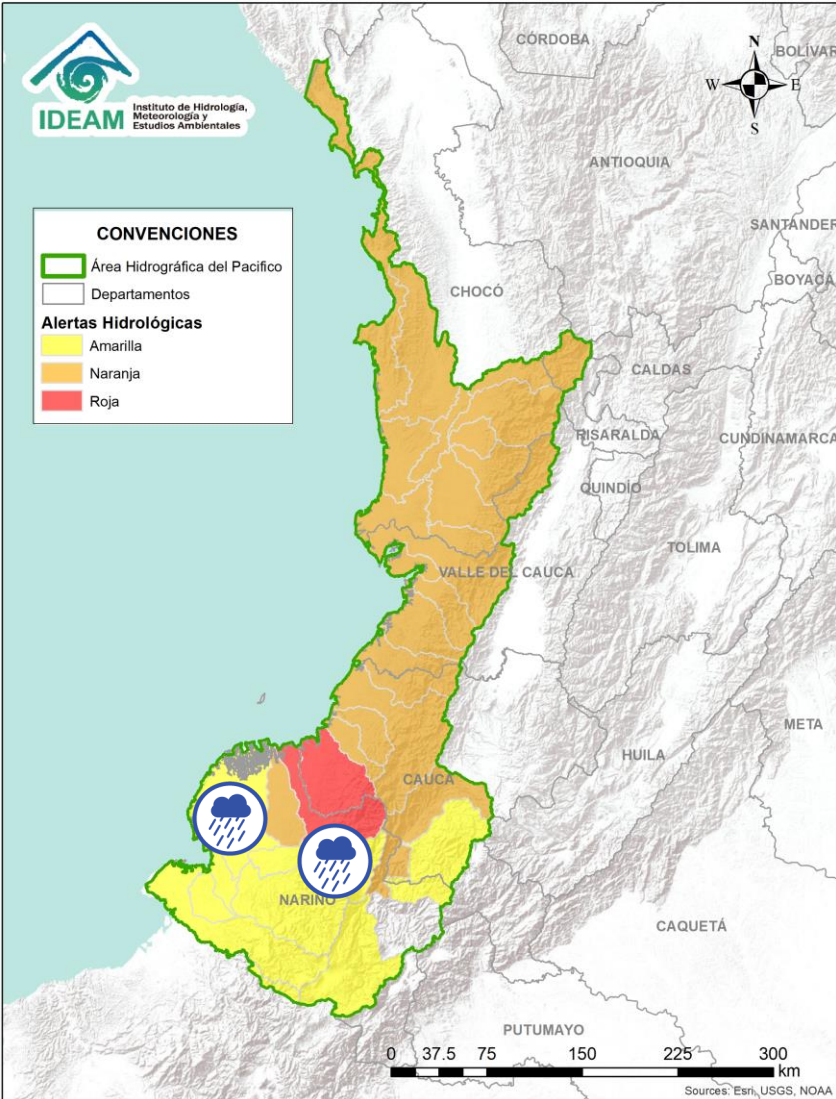 IDEAM
Instituto de Hidrología,
Meteorología y
Estudios Ambientales
CÓRDOBA
N
BOLÍVAR
W
E
S
ANTIOQUIA
CONVENCIONES
Área Hidrográfica del Pacifico
Departamentos
Alertas Hidrológicas
Amarilla
Naranja
Roja
SANTANDER
BOYACÁ
CHOCÓ
CALDAS
RISARALDA
CUNDINAMARCA
QUINDÍO
TOLIMA
VALLE DEL CAUCA
META
HUILA
CAUCA
NARIÑO
CAQUETÁ
PUTUMAYO
0 37.5 75 150 225 300
km
Sources: Esri, USGS, NOAA